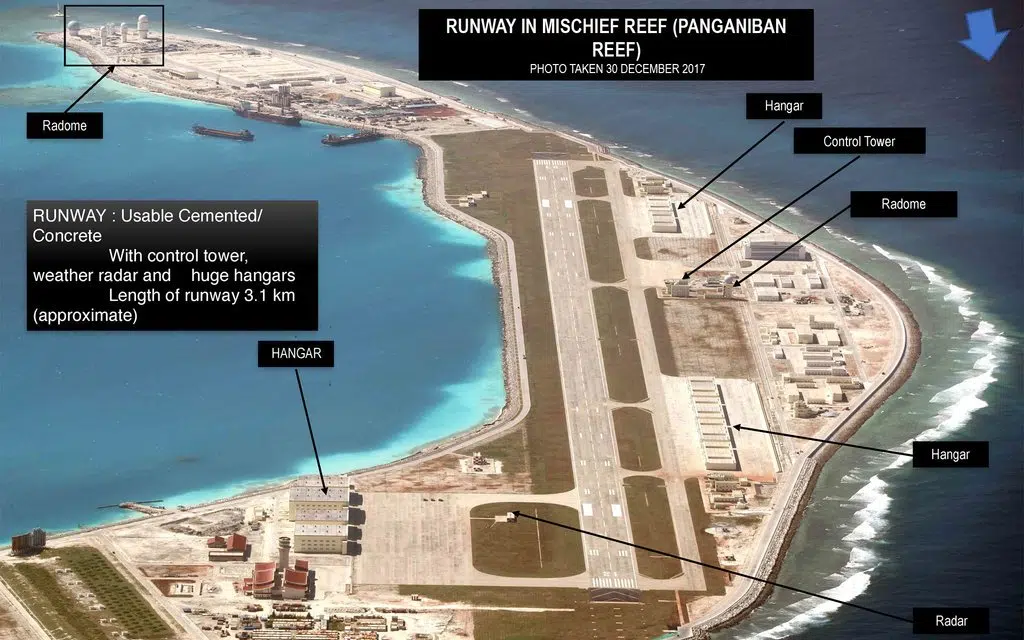 RUNWAY IN MISCHIEF REEF (PANGANIBAN
REEF)
PHOTO TAKEN 30 DECEMBER 2017
Hangar
Radome
Control Tower
Radome
RUNWAY : Usable Cemented/
Concrete
With control tower,
weather radar and huge hangars
Length of runway 3.1 km
(approximate)
HANGAR
Hangar
Radar